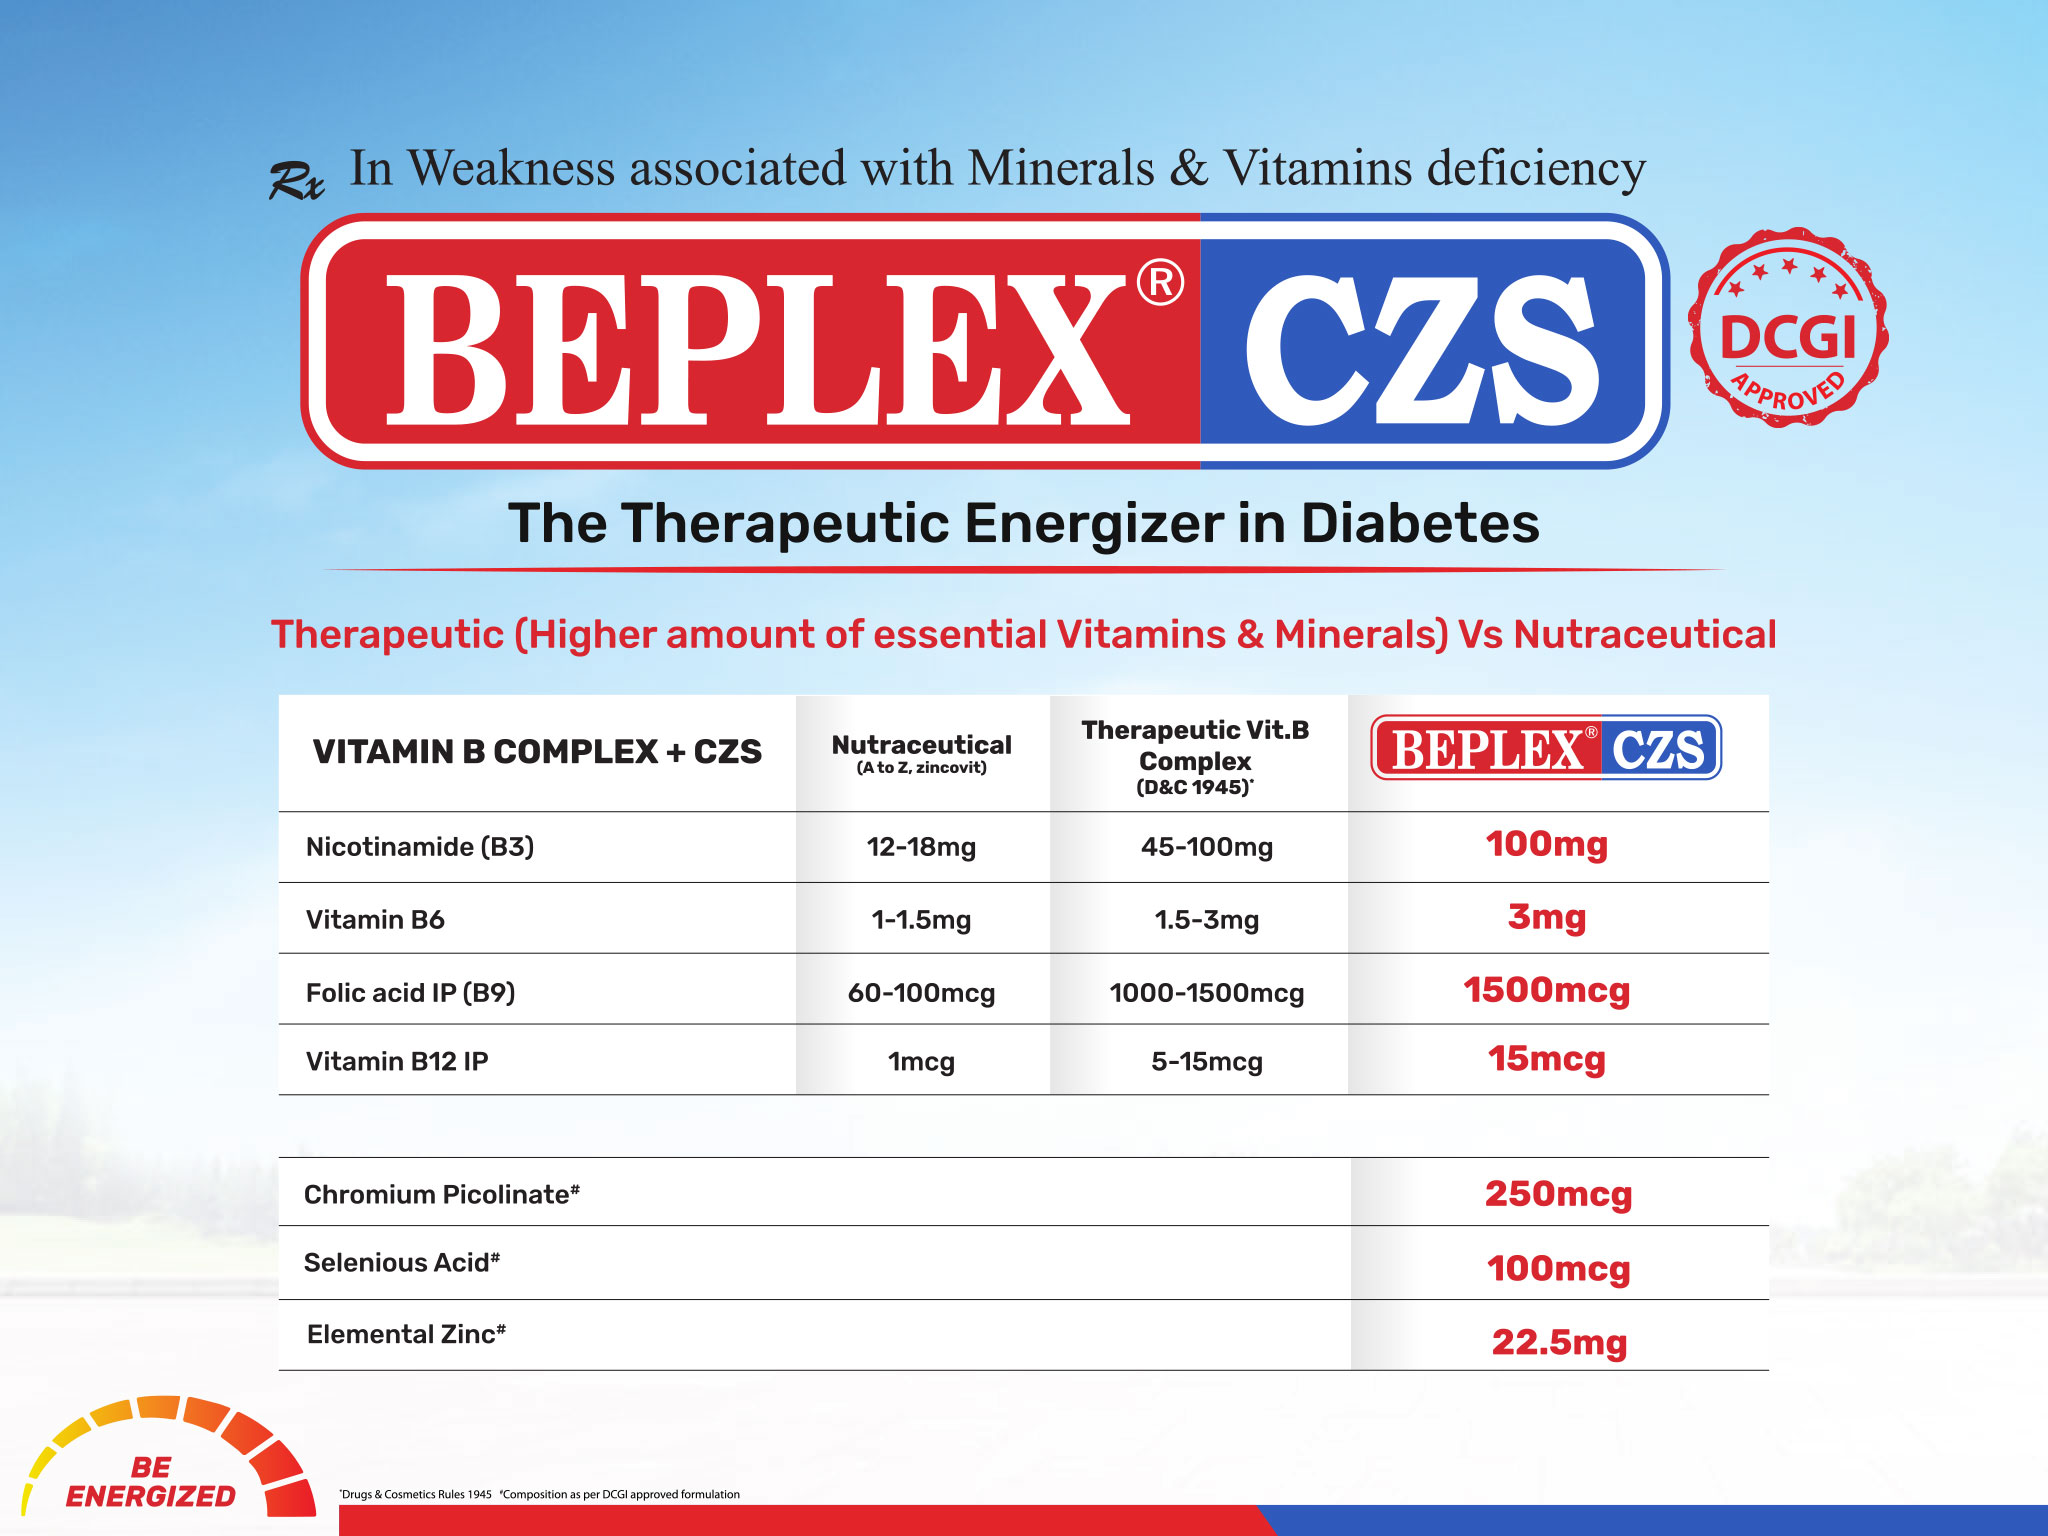 Rx In Weakness associated with Minerals & Vitamins deficiency
BEPLEX® CZS
DCGI
APPROVED
The Therapeutic Energizer in Diabetes
Therapeutic (Higher amount of essential Vitamins & Minerals) Vs Nutraceutical
VITAMIN B COMPLEX + CZS
Nutraceutical
(A to Z, zincovit)
Therapeutic Vit.B
Complex
(D&C 1945)*
BEPLEX® CZS
Nicotinamide (B3) 12-18mg 45-100mg 100mg
Vitamin B6 1-1.5mg 1.5-3mg 3mg
Folic acid IP (B9) 60-100mcg 1000-1500mcg 1500mcg
Vitamin B12 IP 1mcg 5-15mcg 15mcg
Chromium Picolinate# 250mcg
Selenious Acid# 100mcg
Elemental Zinc# 22.5mg
BE
ENERGIZED
*Drugs & Cosmetics Rules 1945 #Composition as per DCGI approved formulation